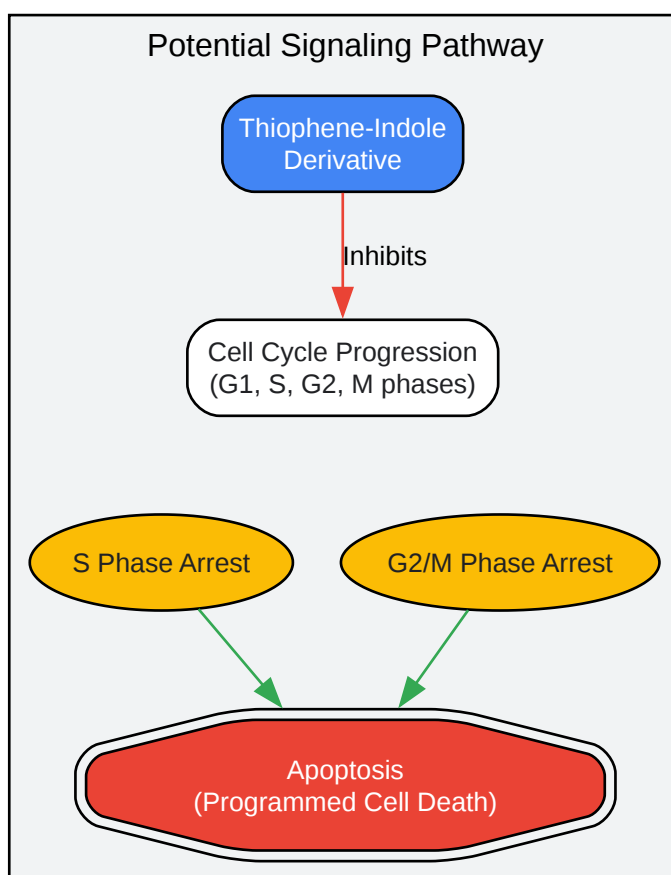 Potential Signaling Pathway
Thiophene-Indole
Derivative
Inhibits
Cell Cycle Progression
(G1, S, G2, M phases)
S Phase Arrest
G2/M Phase Arrest
Apoptosis
(Programmed Cell Death)